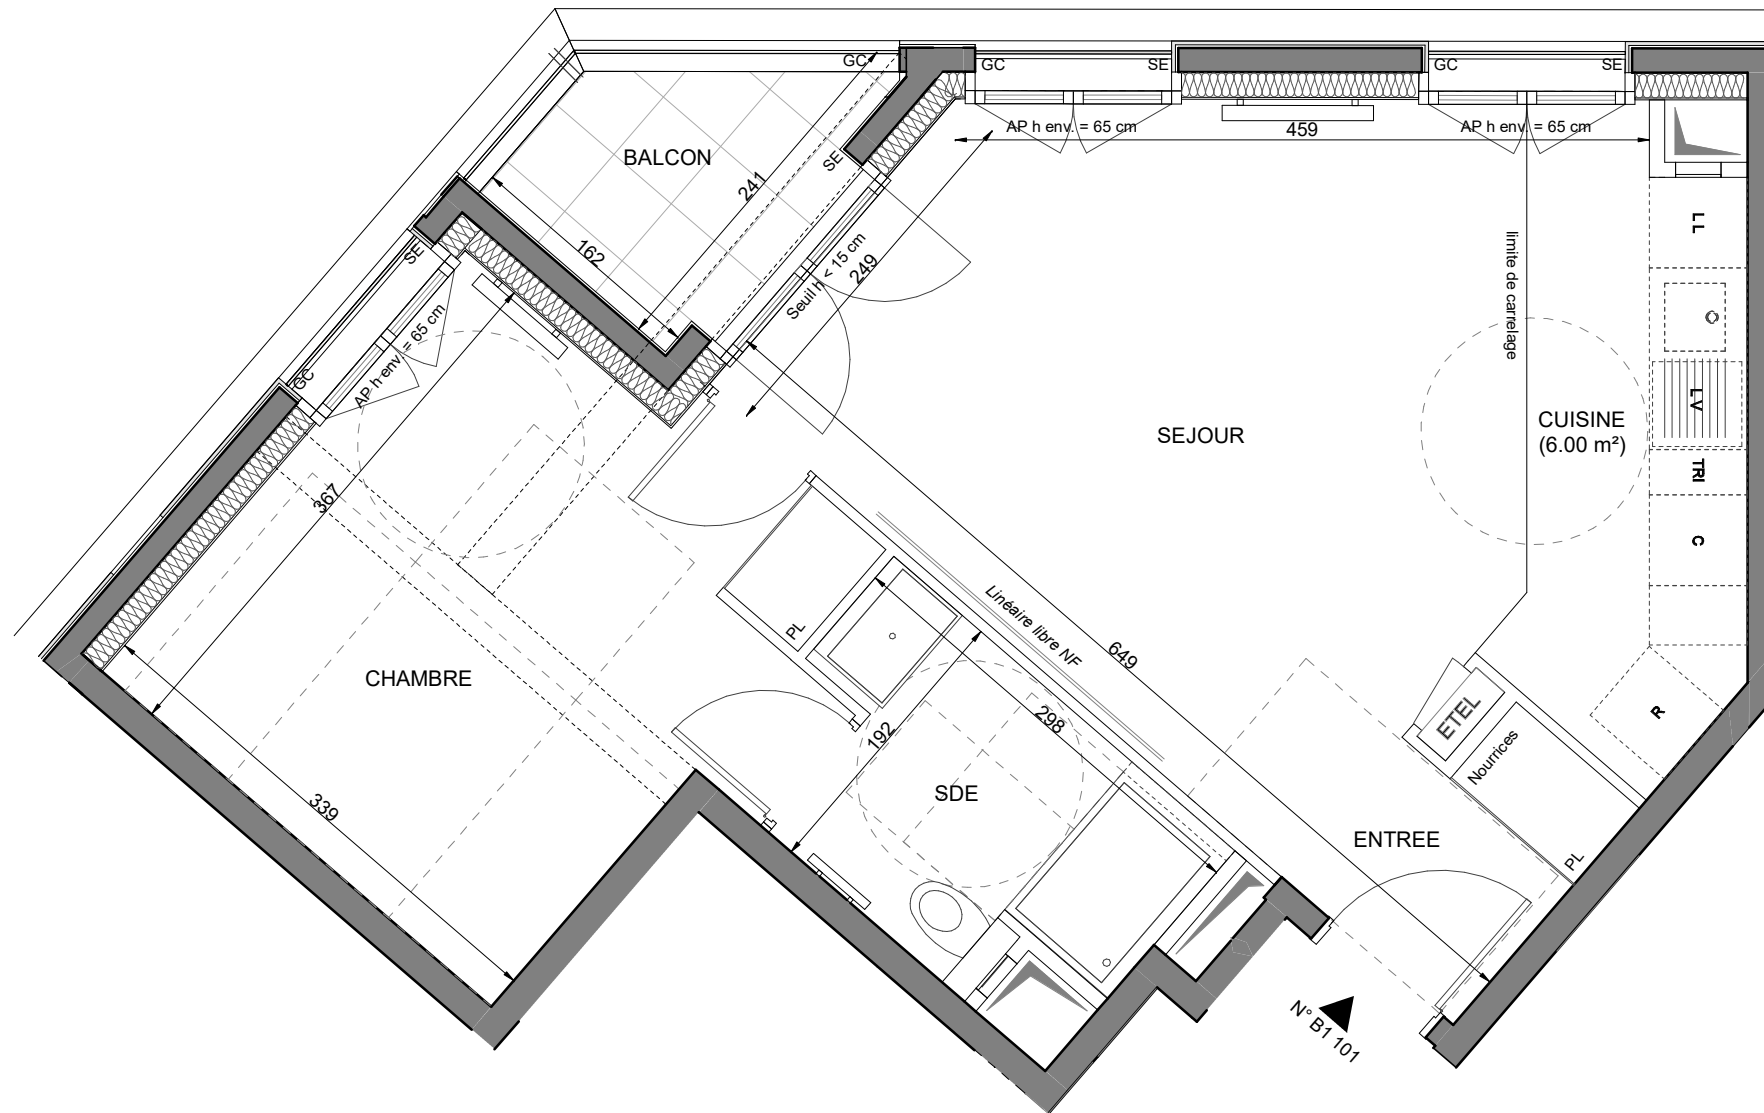 GC
GC
SE
GC
SE
AP h env. = 65 cm
459
AP h env. = 65 cm
BALCON
SE
241
162
Seuil h < 15 cm
249
SE
GC
AP h env. = 65 cm
limite de carrelage
LL
LV
TRI
C
R
CUISINE
(6.00 m²)
SEJOUR
367
CHAMBRE
339
PL
Linéaire libre NF
649
298
192
SDE
ETEL
Nourrices
PL
ENTREE
N° B1 101